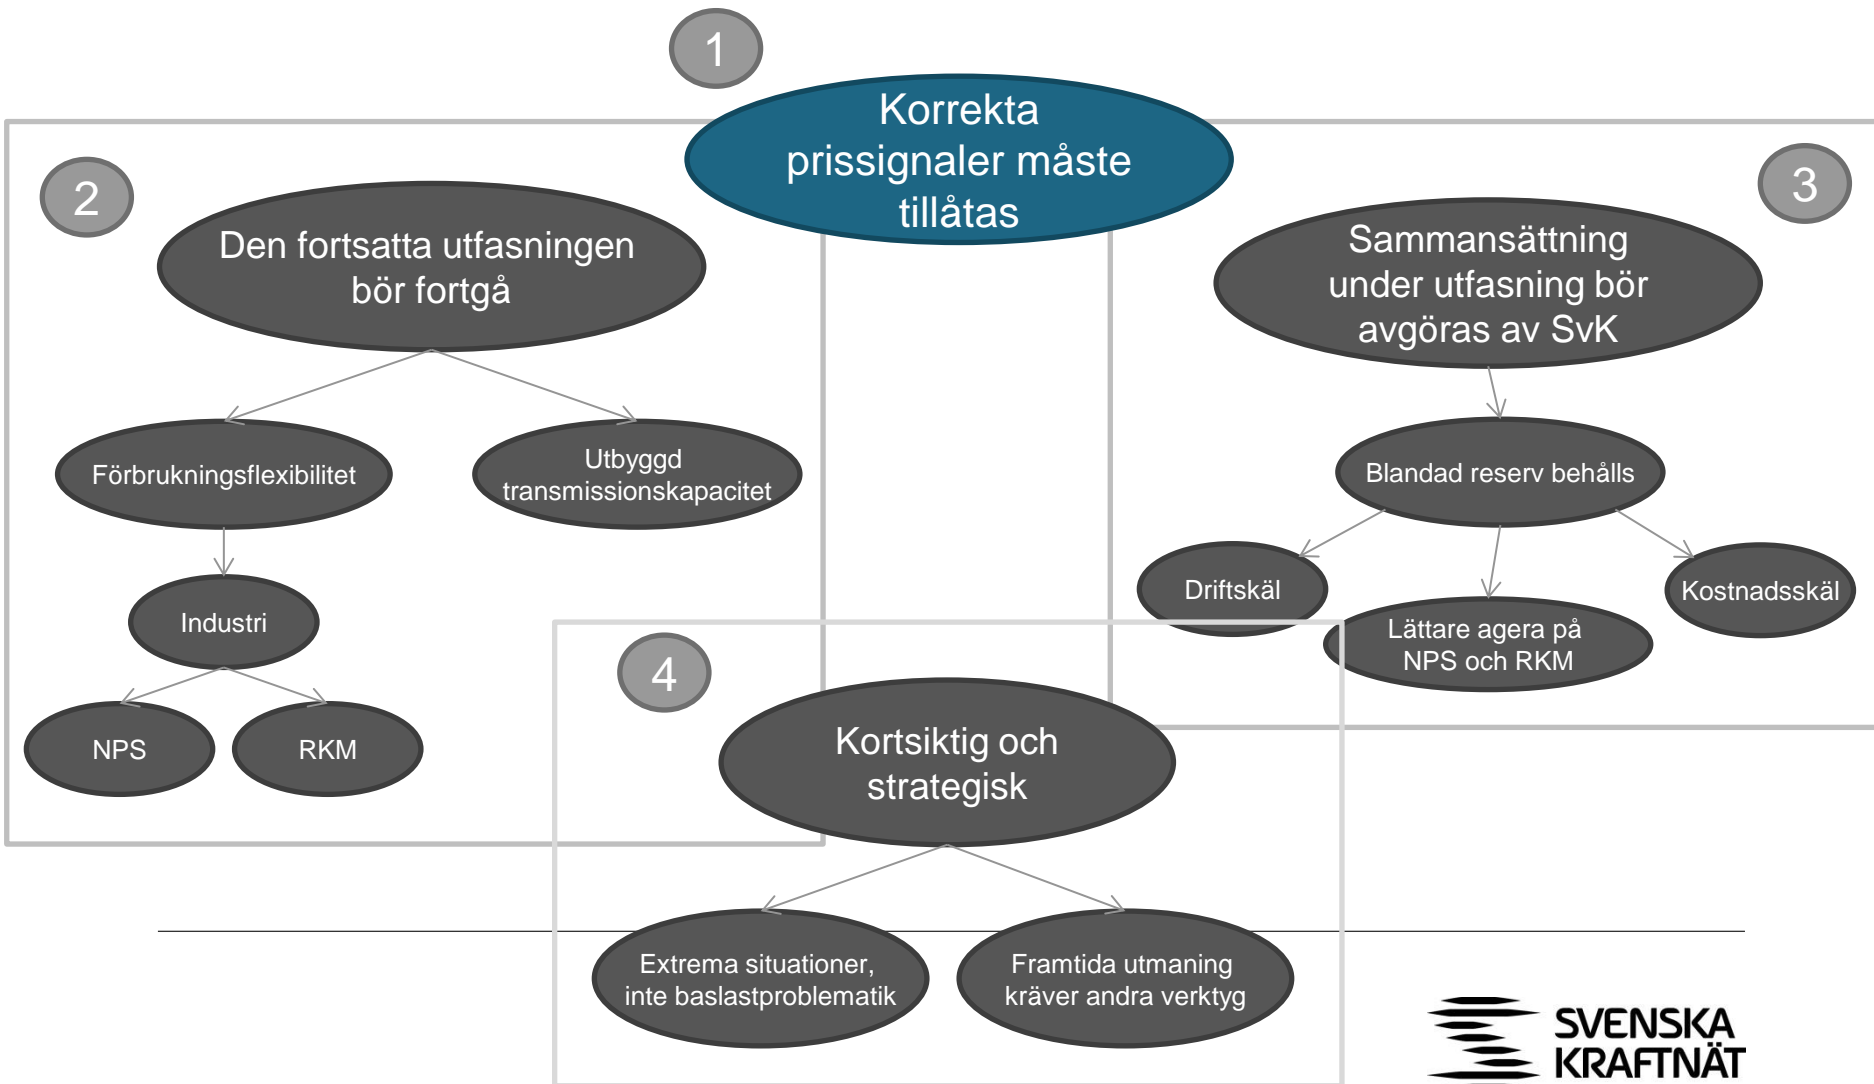 1
Korrekta
prissignaler måste
tillåtas
2
Den fortsatta utfasningen
bör fortgå
Förbrukningsflexibilitet
Utbyggd
transmissionskapacitet
Industri
NPS
RKM
3
Sammansättning
under utfasning bör
avgöras av SvK
Blandad reserv behålls
Driftskäl
Lättare agera på
NPS och RKM
Kostnadsskäl
4
Kortsiktig och
strategisk
Extrema situationer,
inte baslastproblematik
Framtida utmaning
kräver andra verktyg
SVENSKA
KRAFTNÄT